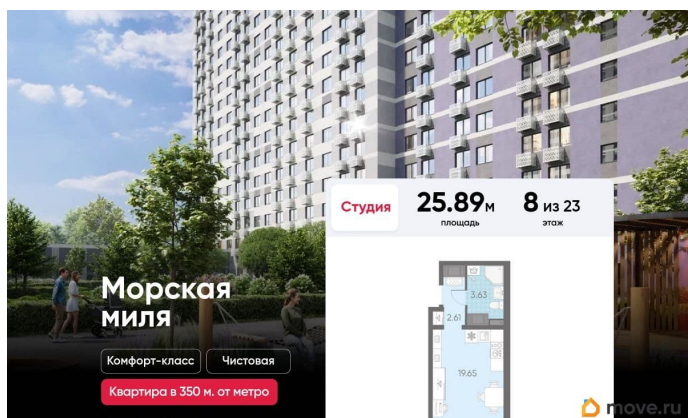 Студия
25.89м
площадь
8 из 23
этаж
3.63
2.61
19.65
Морская
миля
Комфорт-класс
Чистовая
Квартира в 350 м. от метро
move.ru